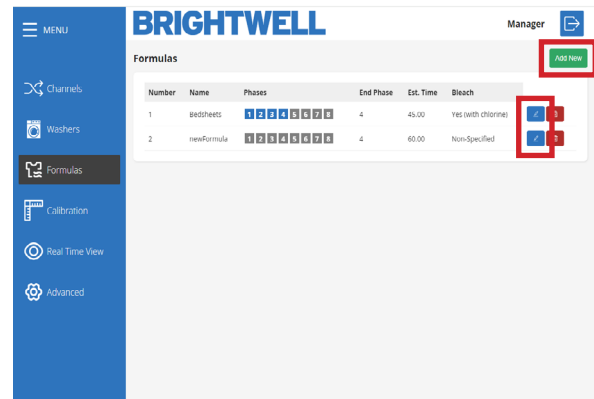 MENU
BRIGHTWELL
Manager
Formulas
Add New
Channels
Washers
Formulas
Calibration
Real Time View
Advanced
Number Name Phases End Phase Est. Time Bleach
1 Bedsheets 1 2 3 4 5 6 7 8 4 45.00 Yes (with chlorine)
2 newFormula 1 2 3 4 5 6 7 8 4 60.00 Non-Specified